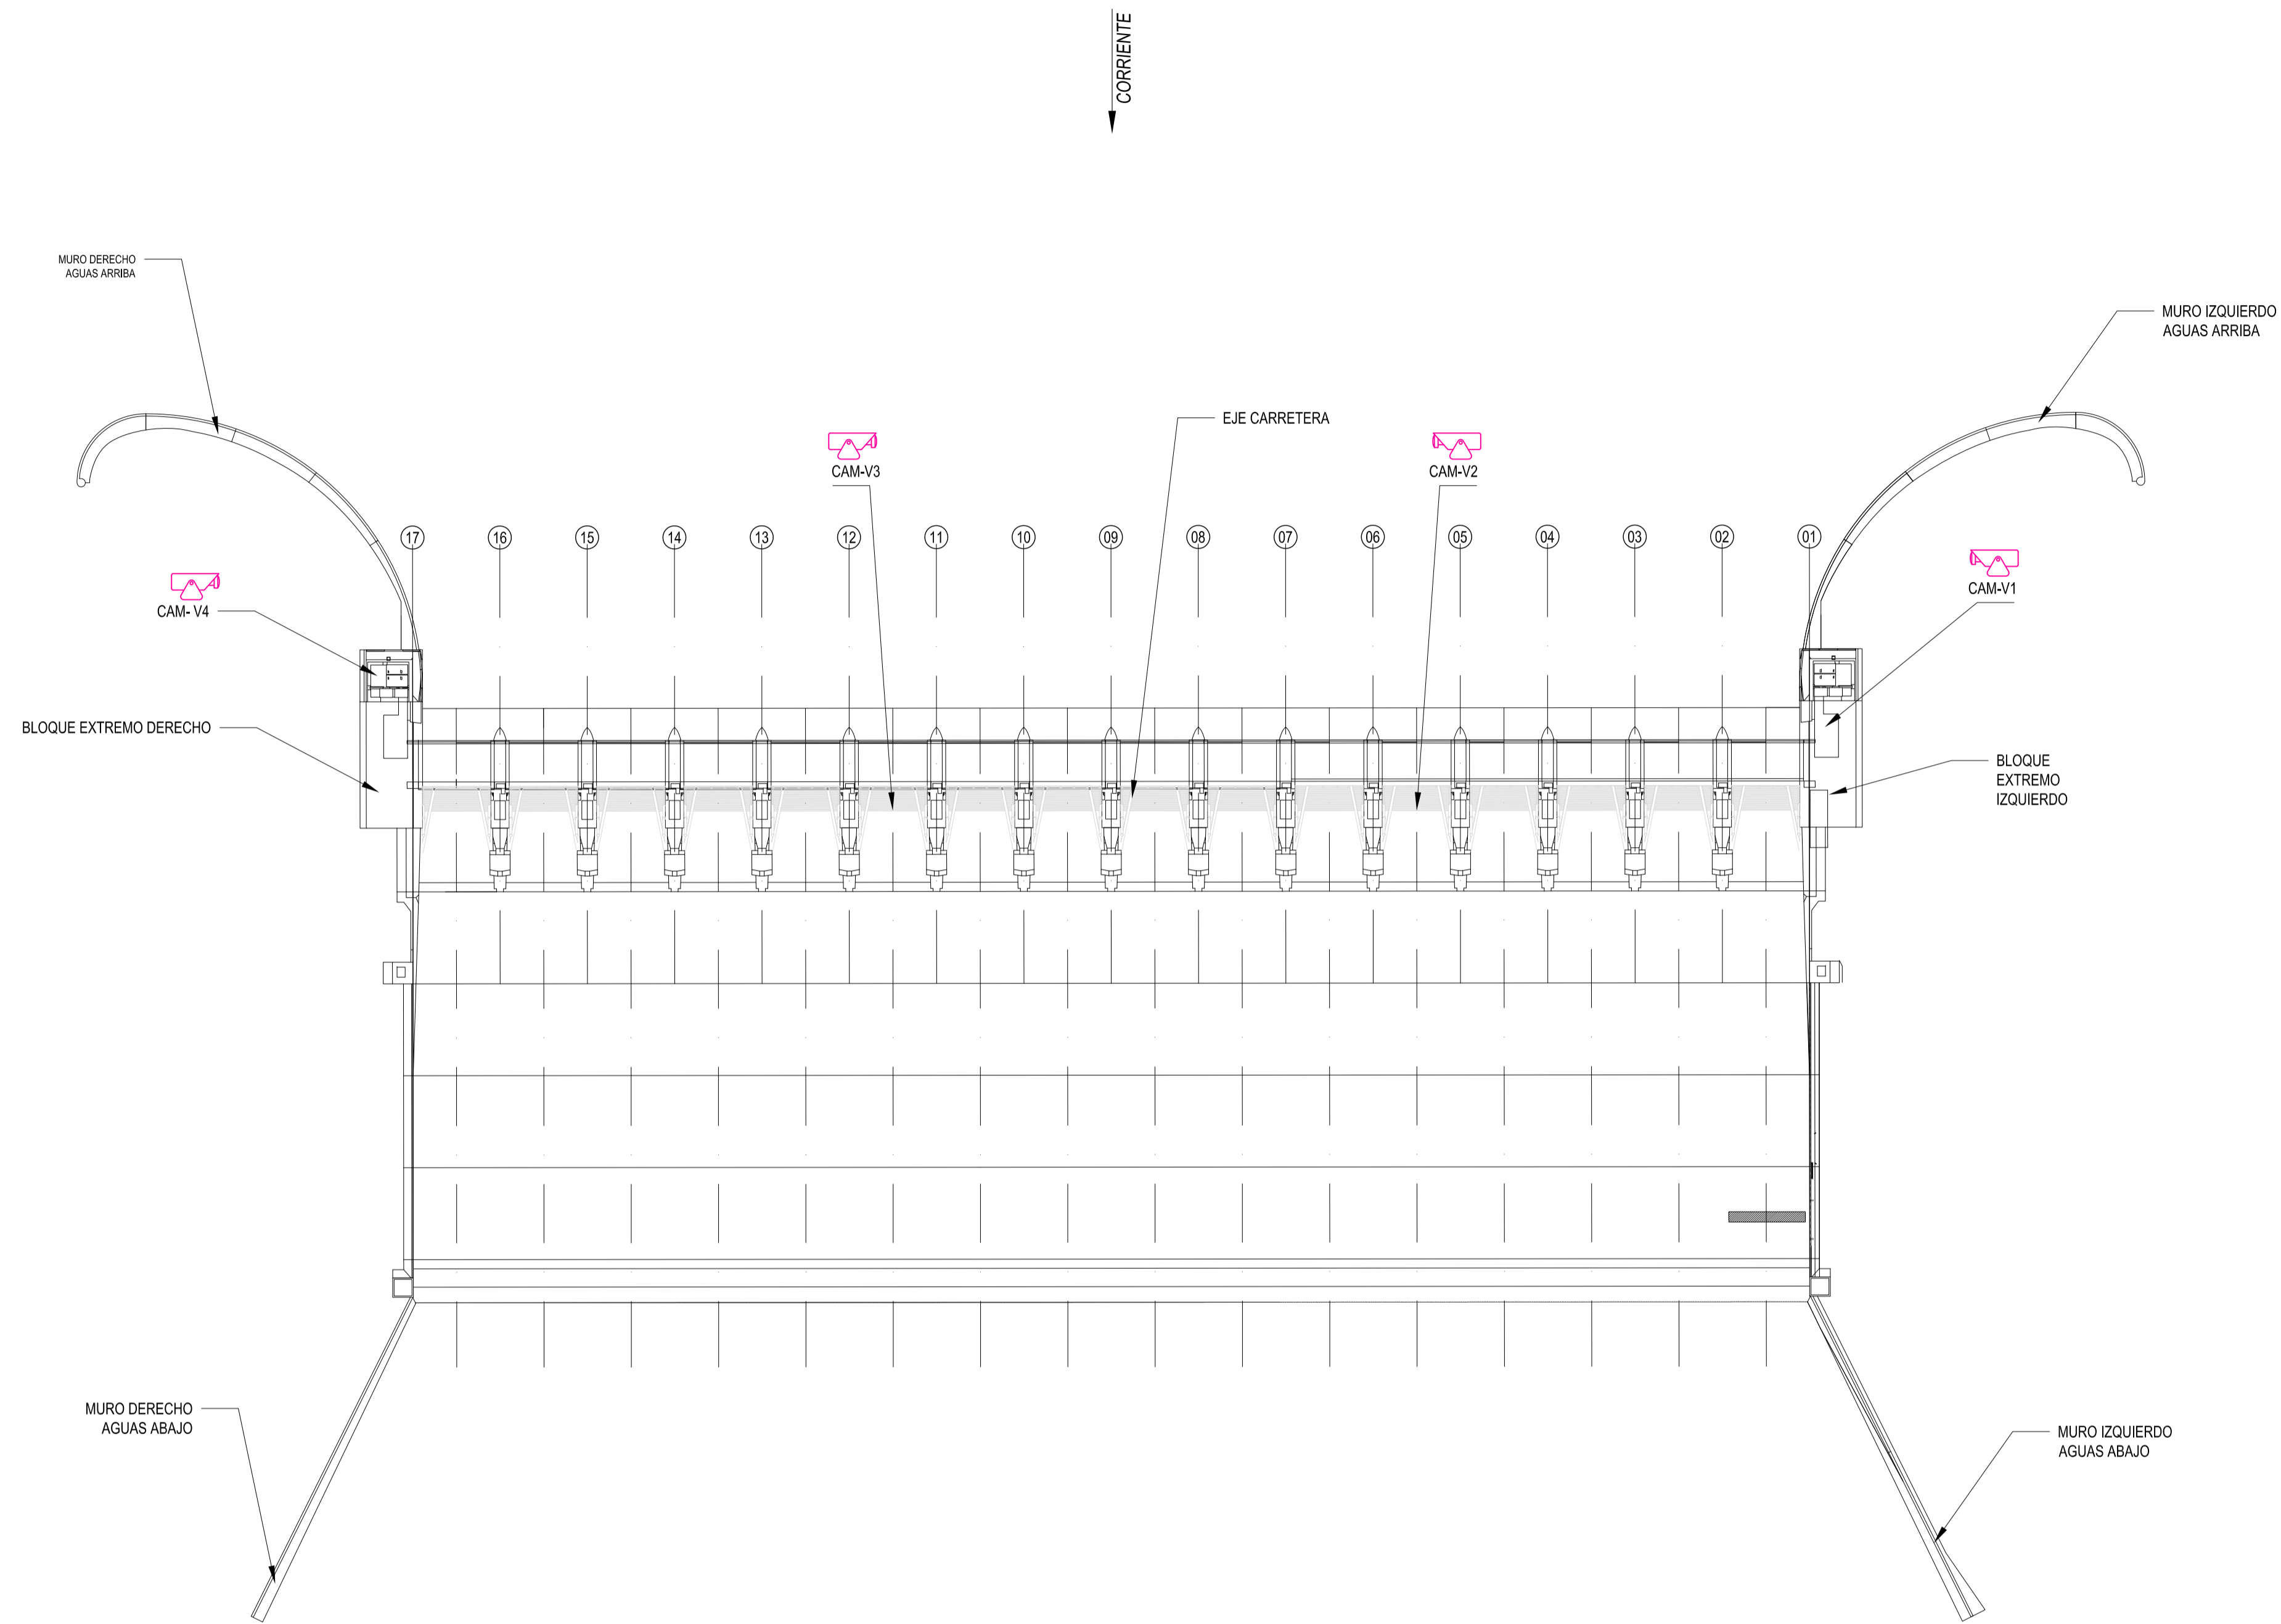 CORRIENTE
MURO DERECHO
AGUAS ARRIBA
MURO IZQUIERDO
AGUAS ARRIBA
EJE CARRETERA
CAM-V3
CAM-V2
17
16
15
14
13
12
11
10
09
08
07
06
05
04
03
02
01
CAM- V4
CAM-V1
BLOQUE EXTREMO DERECHO
BLOQUE
EXTREMO
IZQUIERDO
MURO DERECHO
AGUAS ABAJO
MURO IZQUIERDO
AGUAS ABAJO